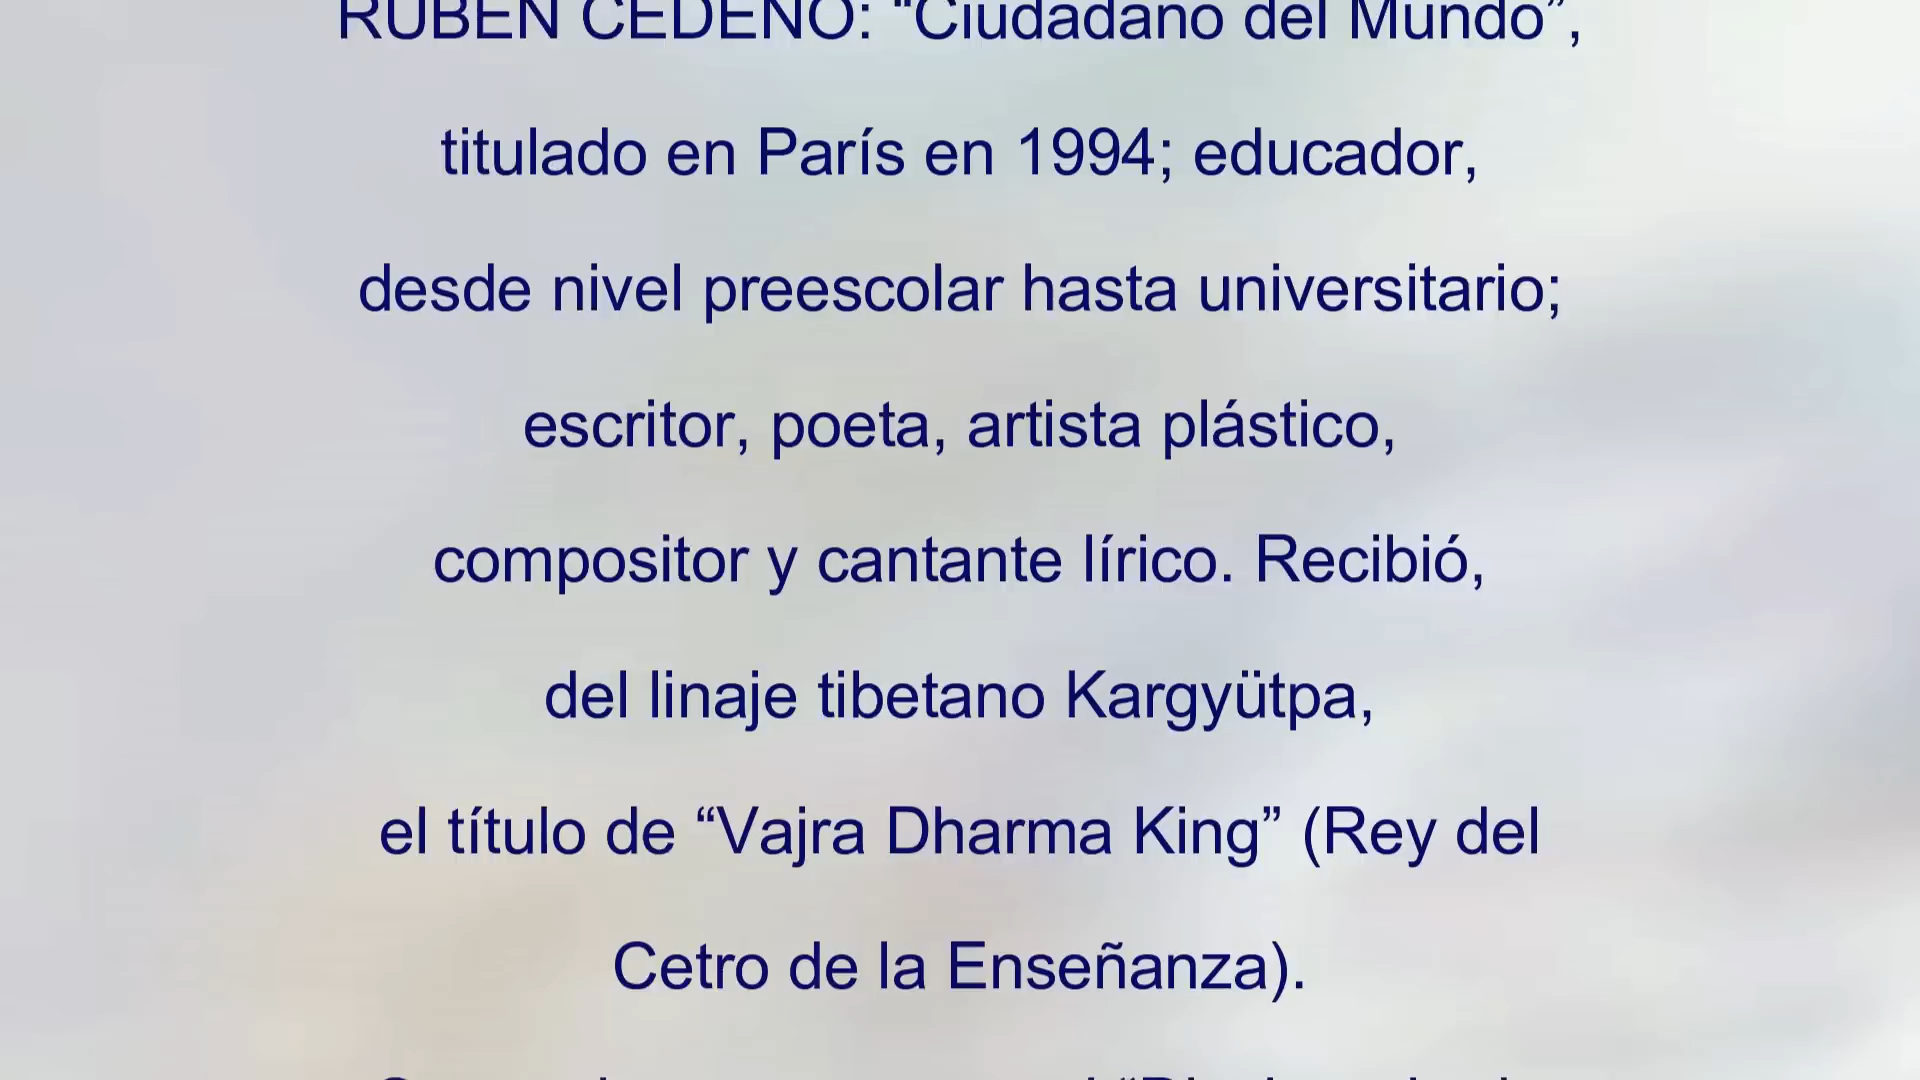 RUBÉN CEDEÑO: “Ciudadano del Mundo”,
titulado en París en 1994; educador,
desde nivel preescolar hasta universitario;
escritor, poeta, artista plástico,
compositor y cantante lírico. Recibió,
del linaje tibetano Kargyütpa,
el título de “Vajra Dharma King” (Rey del
Cetro de la Enseñanza).